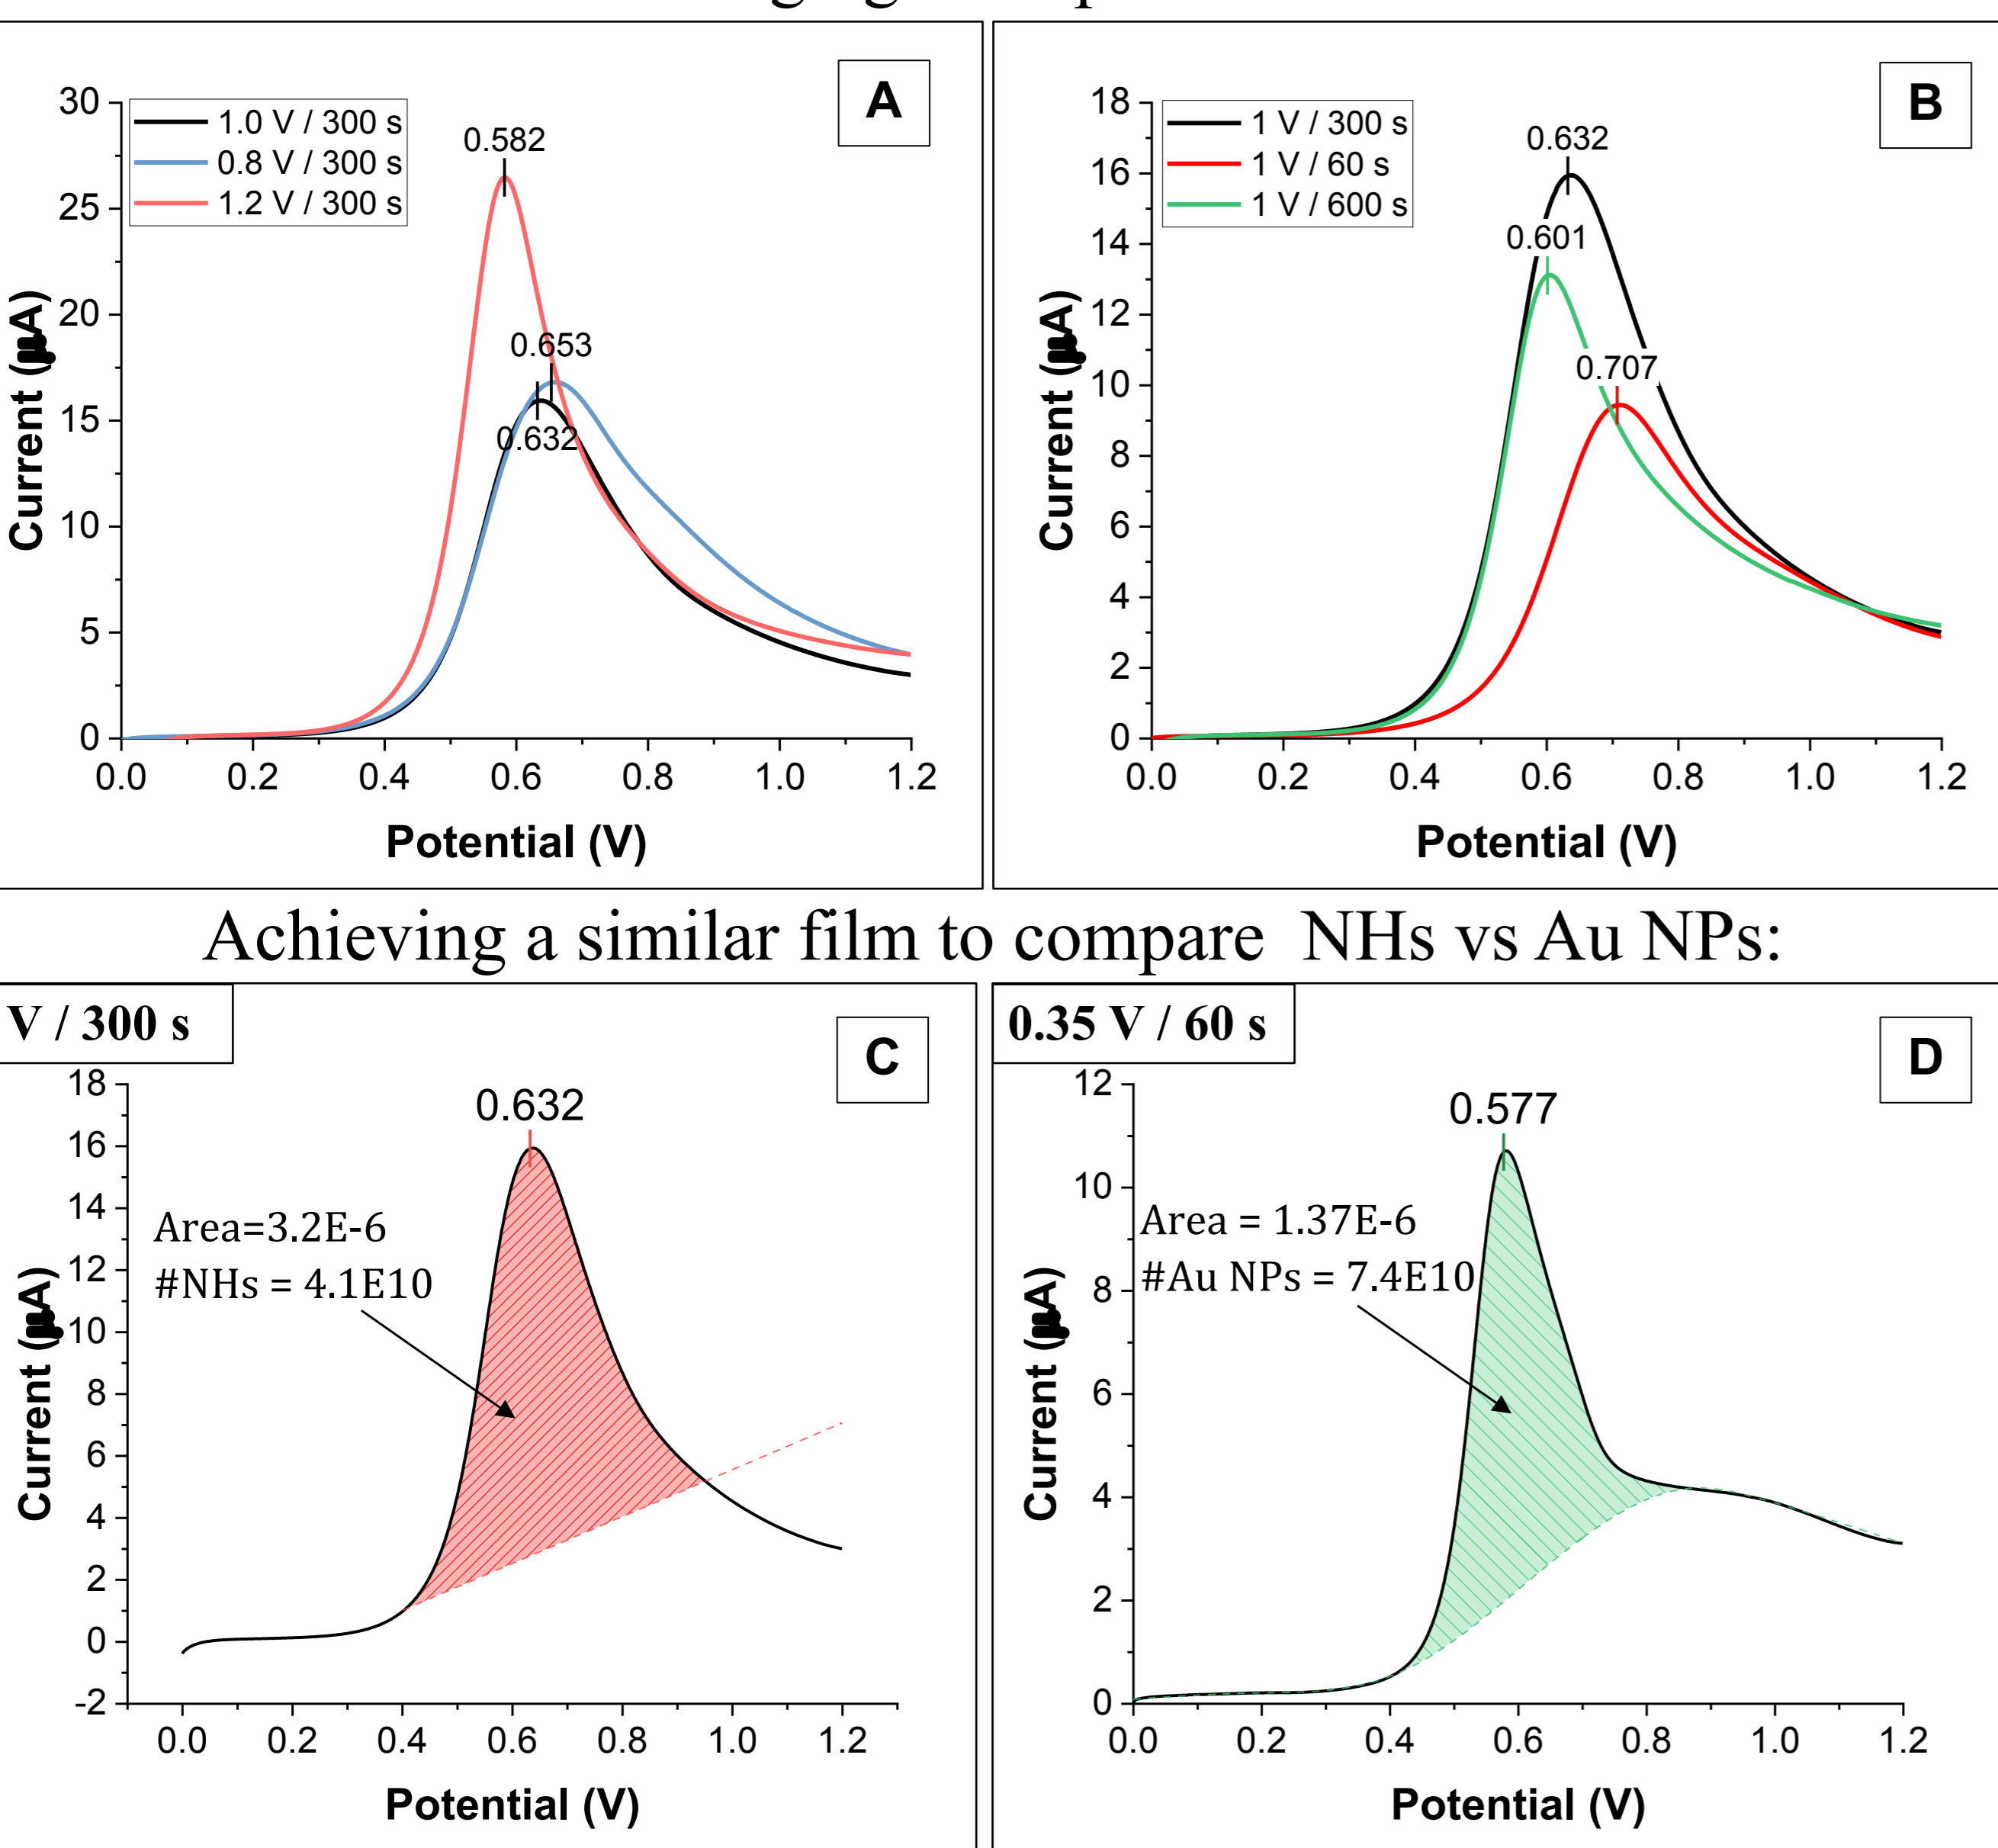 A
30
25
20
15
10
5
0
1.0 V / 300 s
0.8 V / 300 s
1.2 V / 300 s
0.582
0.653
0.632
0.0 0.2 0.4 0.6 0.8 1.0 1.2
Current (µA)
Potential (V)
B
18
16
14
12
10
8
6
4
2
0
1 V / 300 s
1 V / 60 s
1 V / 600 s
0.632
0.601
0.707
0.0 0.2 0.4 0.6 0.8 1.0 1.2
Current (µA)
Potential (V)
Achieving a similar film to compare NHs vs Au NPs:
V / 300 s
C
18
16
14
12
10
8
6
4
2
0
-2
0.632
Area=3.2E-6
#NHs = 4.1E10
0.0 0.2 0.4 0.6 0.8 1.0 1.2
Current (µA)
Potential (V)
0.35 V / 60 s
D
12
10
8
6
4
2
0
0.577
Area = 1.37E-6
#Au NPs = 7.4E10
0.0 0.2 0.4 0.6 0.8 1.0 1.2
Current (µA)
Potential (V)